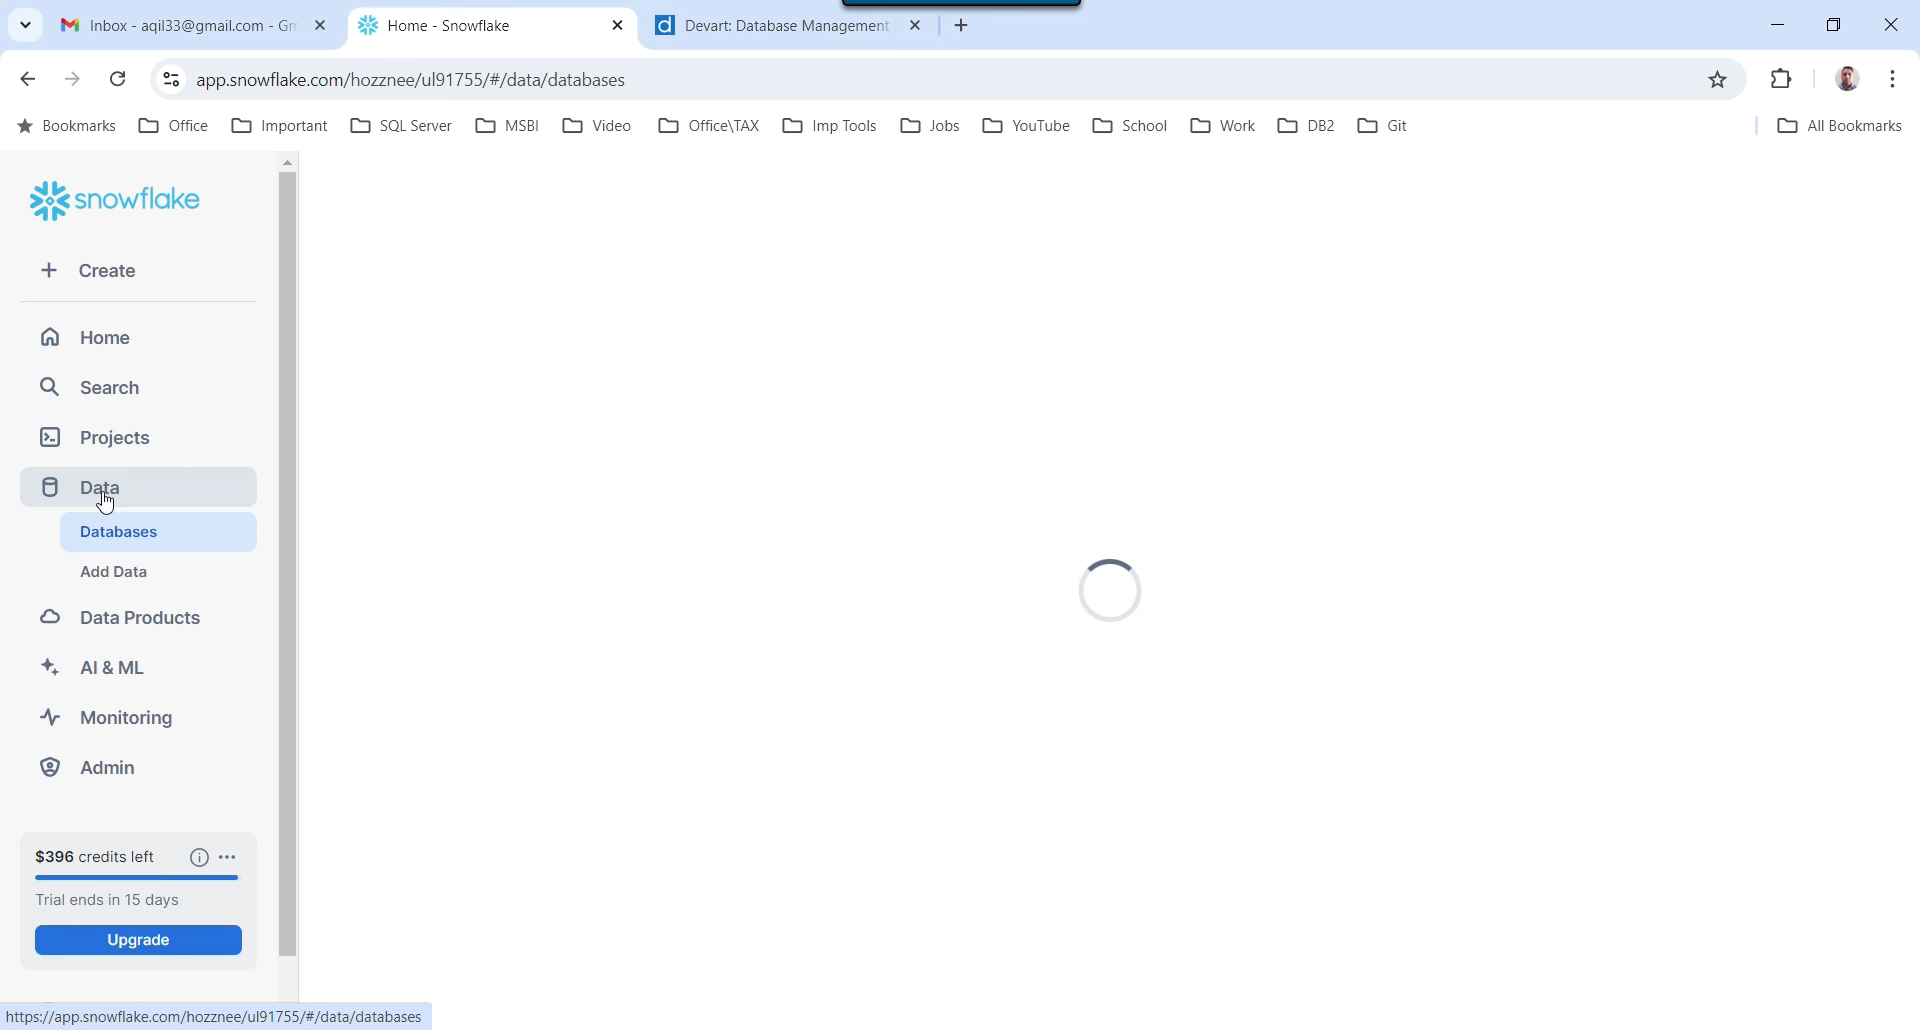 Inbox - aqil33@gmail.com - Gm
Home - Snowflake
Devart: Database Management
app.snowflake.com/hozznee/ul91755/#/data/databases
Bookmarks
Office
Important
SQL Server
MSBI
Video
Office\TAX
Imp Tools
Jobs
YouTube
School
Work
DB2
Git
All Bookmarks
snowflake
Create
Home
Search
Projects
Data
Databases
Add Data
Data Products
AI & ML
Monitoring
Admin
$396 credits left
Trial ends in 15 days
Upgrade
https://app.snowflake.com/hozznee/ul91755/#/data/databases